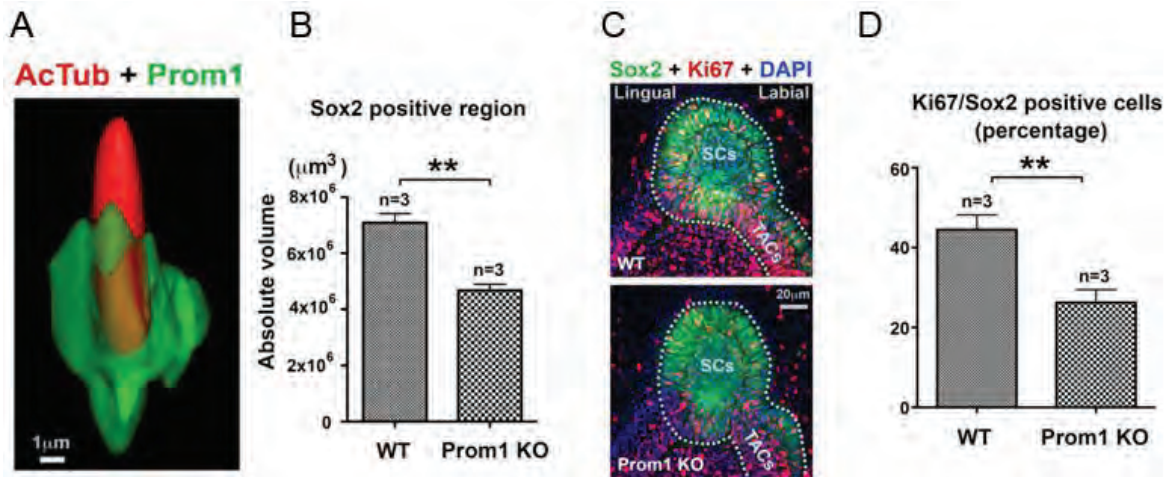 A
AcTub + Prom1
1μm
B
Sox2 positive region
(μm³)
**
n=3
n=3
8x10⁶
6x10⁶
4x10⁶
2x10⁶
0
Absolute volume
WT
Prom1 KO
C
Sox2 + Ki67 + DAPI
Lingual
Labial
SCs
TACs
WT
20μm
SCs
TACs
Prom1 KO
D
Ki67/Sox2 positive cells
(percentage)
**
n=3
n=3
60
40
20
0
WT
Prom1 KO